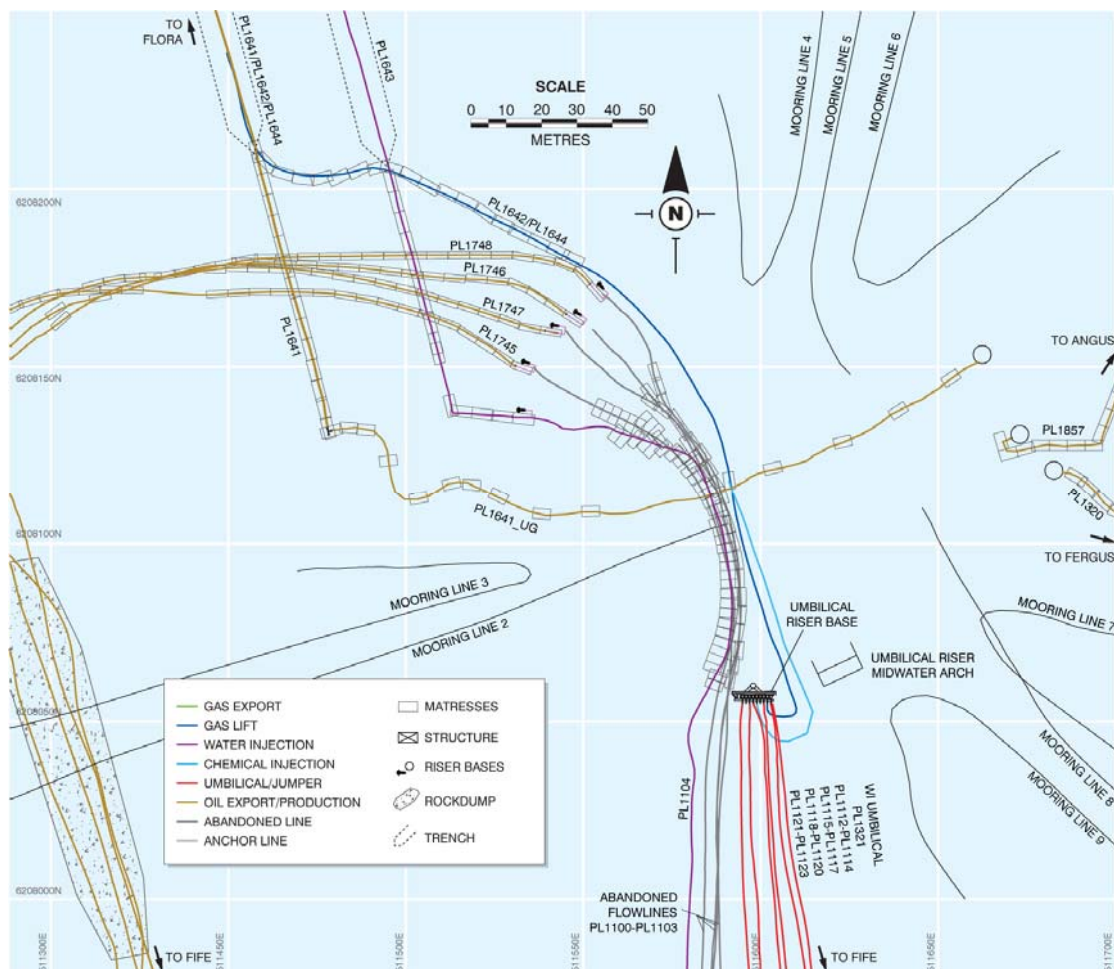 TO
FLORA
PL1641/PL1642/PL1644
PL1643
SCALE
0 10 20 30 40 50
METRES
MOORING LINE 4
MOORING LINE 5
MOORING LINE 6
N
6208200N
PL1642/PL1644
PL1748
PL1746
PL1747
PL1745
PL1641
6208150N
TO ANGUS
PL1857
PL1320
PL1641_UG
6208100N
TO FERGUS
MOORING LINE 3
MOORING LINE 2
UMBILICAL
RISER BASE
MOORING LINE 7
UMBILICAL RISER
MIDWATER ARCH
6208050N
MOORING LINE 8
MOORING LINE 9
GAS EXPORT
GAS LIFT
WATER INJECTION
CHEMICAL INJECTION
UMBILICAL/JUMPER
OIL EXPORT/PRODUCTION
ABANDONED LINE
ANCHOR LINE
MATRESSES
STRUCTURE
RISER BASES
ROCKDUMP
TRENCH
PL1104
WI UMBILICAL
PL1321
PL1112-PL1114
PL1115-PL1117
PL1118-PL1120
PL1121-PL1123
6208000N
ABANDONED
FLOWLINES
PL1100-PL1103
TO FIFE
TO FIFE